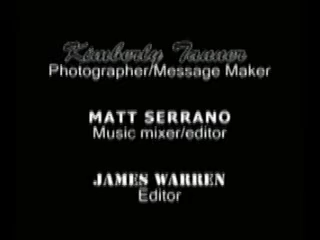 Kimberly Tanner
Photographer/Message Maker
MATT SERRANO
Music mixer/editor
JAMES WARREN
Editor